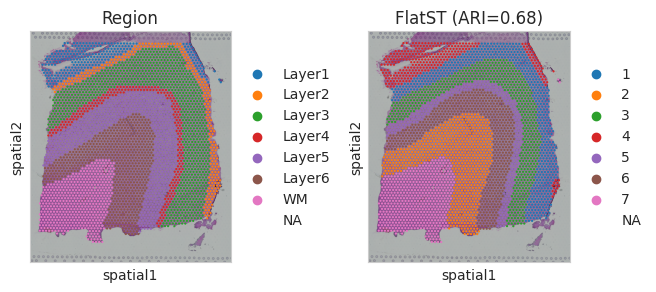 Region
spatial2
spatial1
Layer1
Layer2
Layer3
Layer4
Layer5
Layer6
WM
NA
FlatST (ARI=0.68)
spatial2
spatial1
1
2
3
4
5
6
7
NA